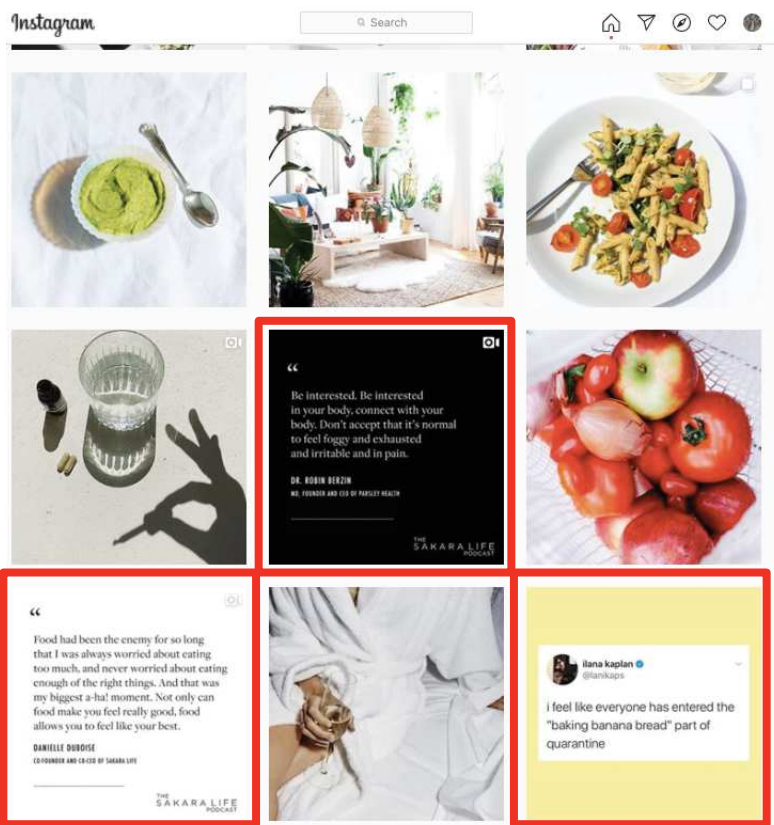 Instagram
Search
“
Be interested. Be interested
in your body, connect with your
body. Don't accept that it's normal
to feel foggy and exhausted
and irritable and in pain.
DR. ROBIN BERZIN
MD, FOUNDER AND CEO OF PARSLEY HEALTH
THE
SAKARA LIFE
PODCAST
“
Food had been the enemy for so long
that I was always worried about eating
too much, and never worried about eating
enough of the right things. And that was
my biggest a-ha! moment. Not only can
food make you feel really good, food
allows you to feel like your best.
DANIELLE DUBOISE
CO-FOUNDER AND CO-CEO OF SAKARA LIFE
THE
SAKARA LIFE
PODCAST
ilana kaplan
@lanikaps
i feel like everyone has entered the
"baking banana bread" part of
quarantine